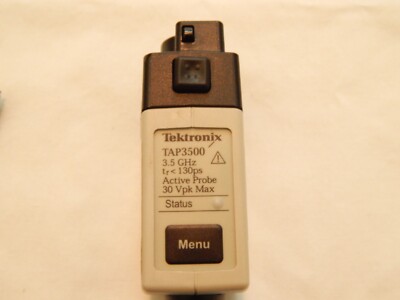 Tektronix
TAP3500
3.5 GHz
tr < 130ps
Active Probe
30 Vpk Max
Status
Menu